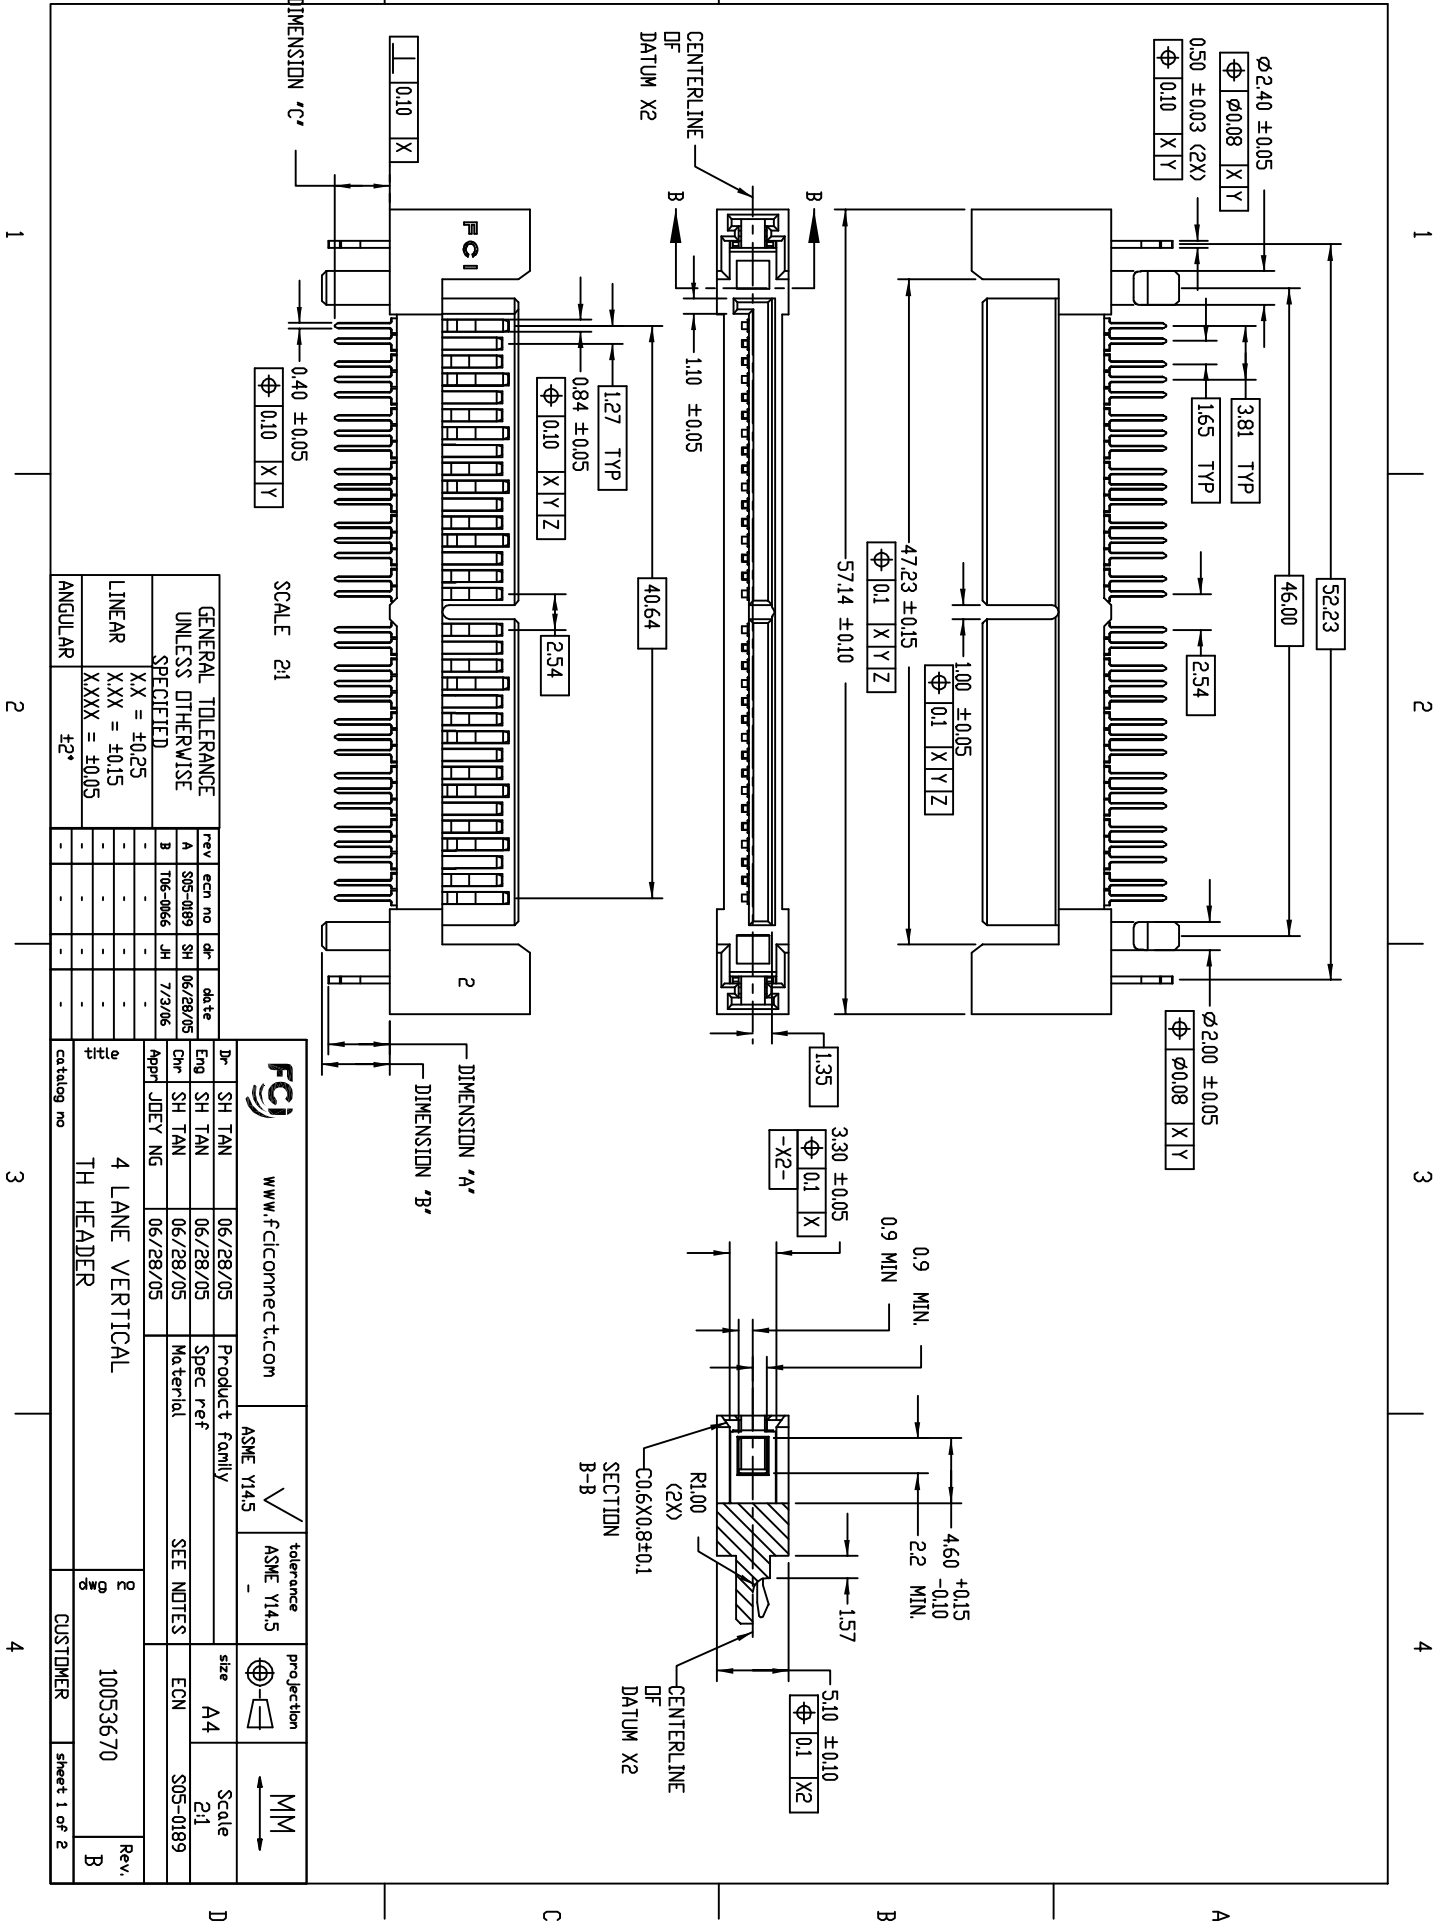 1
2
3
4
A
B
C
D
Ø2.40 ±0.05
Ø0.08 X Y
0.50 ±0.03 (2X)
0.10 X Y
52.23
46.00
3.81 TYP
1.65 TYP
2.54
Ø2.00 ±0.05
Ø0.08 X Y
1.00 ±0.05
0.1 X Y Z
47.23 ±0.15
0.1 X Y Z
57.14 ±0.10
CENTERLINE
OF
DATUM X2
B
B
1.10 ±0.05
1.35
3.30 ±0.05
0.1 X
-X2-
0.9 MIN.
0.9 MIN
4.60 +0.15
-0.10
2.2 MIN.
1.57
5.10 ±0.10
0.1 X2
R1.00
(2X)
C0.6X0.8±0.1
SECTION
B-B
CENTERLINE
OF
DATUM X2
40.64
1.27 TYP
0.84 ±0.05
0.10 X Y Z
2.54
FCI
2
0.10 X
DIMENSION "C"
0.40 ±0.05
0.10 X Y
DIMENSION "A"
DIMENSION "B"
SCALE 2:1
GENERAL TOLERANCE
UNLESS OTHERWISE
SPECIFIED
LINEAR
X.X = ±0.25
X.XX = ±0.15
X.XXX = ±0.05
ANGULAR ±2°
rev ecn no dr date
A S05-0189 SH 06/28/05
B T06-0066 JH 7/3/06
- - - -
- - - -
- - - -
- - - -
- - - -
FCI
www.fciconnect.com
ASME Y14.5
tolerance
ASME Y14.5
-
projection
MM
Dr SH TAN 06/28/05
Eng SH TAN 06/28/05
Chr SH TAN 06/28/05
Appr JOEY NG 06/28/05
Product family
Spec ref
Material SEE NOTES
size A4
Scale
2:1
ECN S05-0189
title
4 LANE VERTICAL
TH HEADER
dwg no
10053670
Rev.
B
catalog no
CUSTOMER
sheet 1 of 2
1
2
3
4